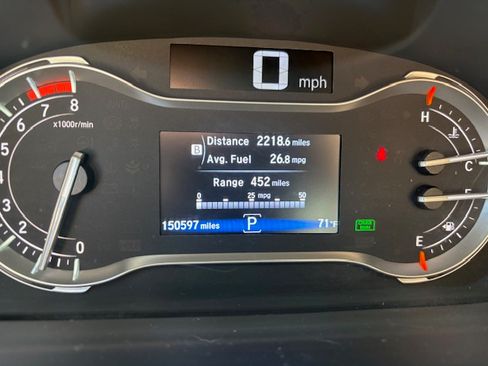 0 mph
8
7
6
5
4
3
2
1
0
x1000r/min
B
Distance 2218.6 miles
Avg. Fuel 26.8 mpg
Range 452 miles
0 25 50
mpg
150597 miles P 71°F
H
C
F
E